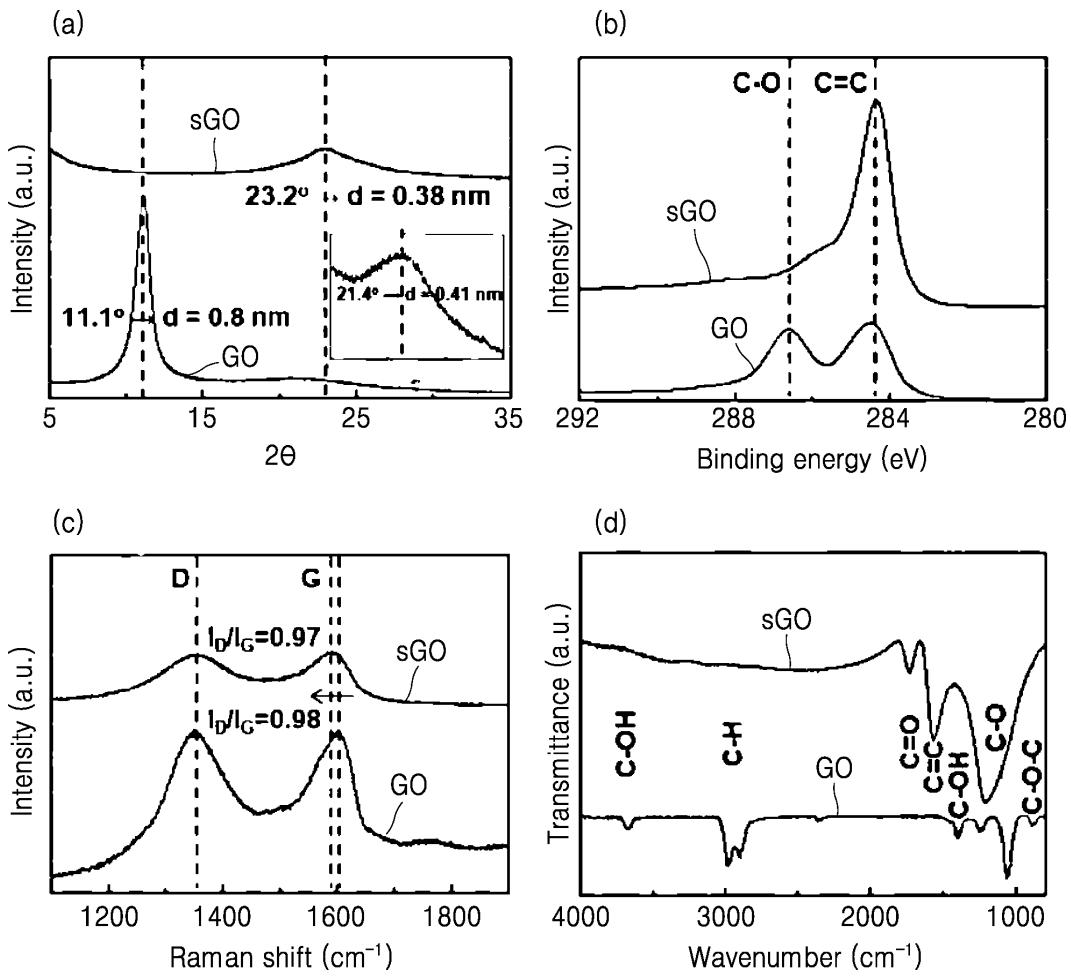 (a)
sGO
23.2° → d = 0.38 nm
21.4° — d = 0.41 nm
11.1° → d = 0.8 nm
GO
Intensity (a.u.)
5 15 25 35
2θ
(b)
C-O C=C
sGO
GO
Intensity (a.u.)
292 288 284 280
Binding energy (eV)
(c)
D G
I_D/I_G=0.97
sGO
I_D/I_G=0.98
GO
Intensity (a.u.)
1200 1400 1600 1800
Raman shift (cm⁻¹)
(d)
sGO
C-OH
C-H
GO
C=O
C=C
C-OH
C-O
C-O-C
Transmittance (a.u.)
4000 3000 2000 1000
Wavenumber (cm⁻¹)